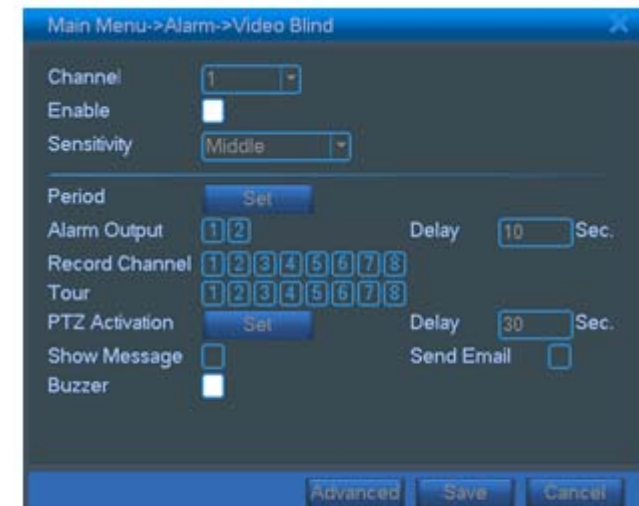 Main Menu->Alarm->Video Blind X
Channel 1
Enable
Sensitivity Middle
Period Set
Alarm Output 1 2 Delay 10 Sec.
Record Channel 1 2 3 4 5 6 7 8
Tour 1 2 3 4 5 6 7 8
PTZ Activation Set Delay 30 Sec.
Show Message Send Email
Buzzer
Advanced Save Cancel